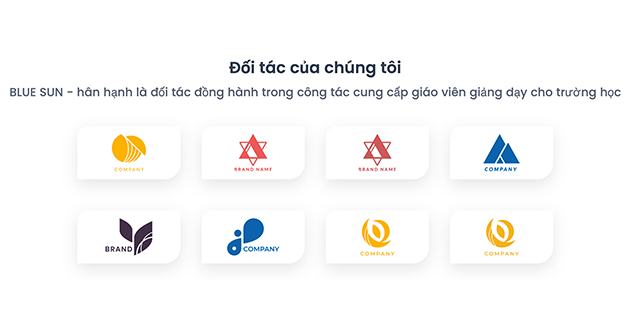 Đối tác của chúng tôi
BLUE SUN - hân hạnh là đối tác đồng hành trong công tác cung cấp giáo viên giảng dạy cho trường học
COMPANY
BRAND NAME
BRAND NAME
COMPANY
BRAND
COMPANY
COMPANY
COMPANY